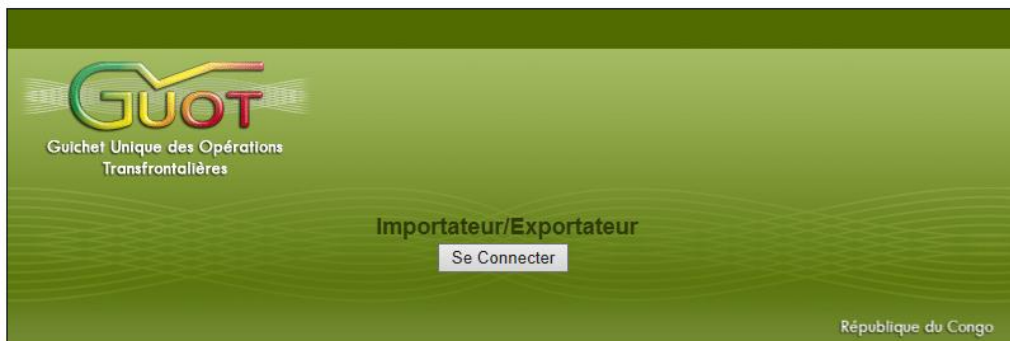 GUOT
Guichet Unique des Opérations
Transfrontalières
Importateur/Exportateur
Se Connecter
République du Congo